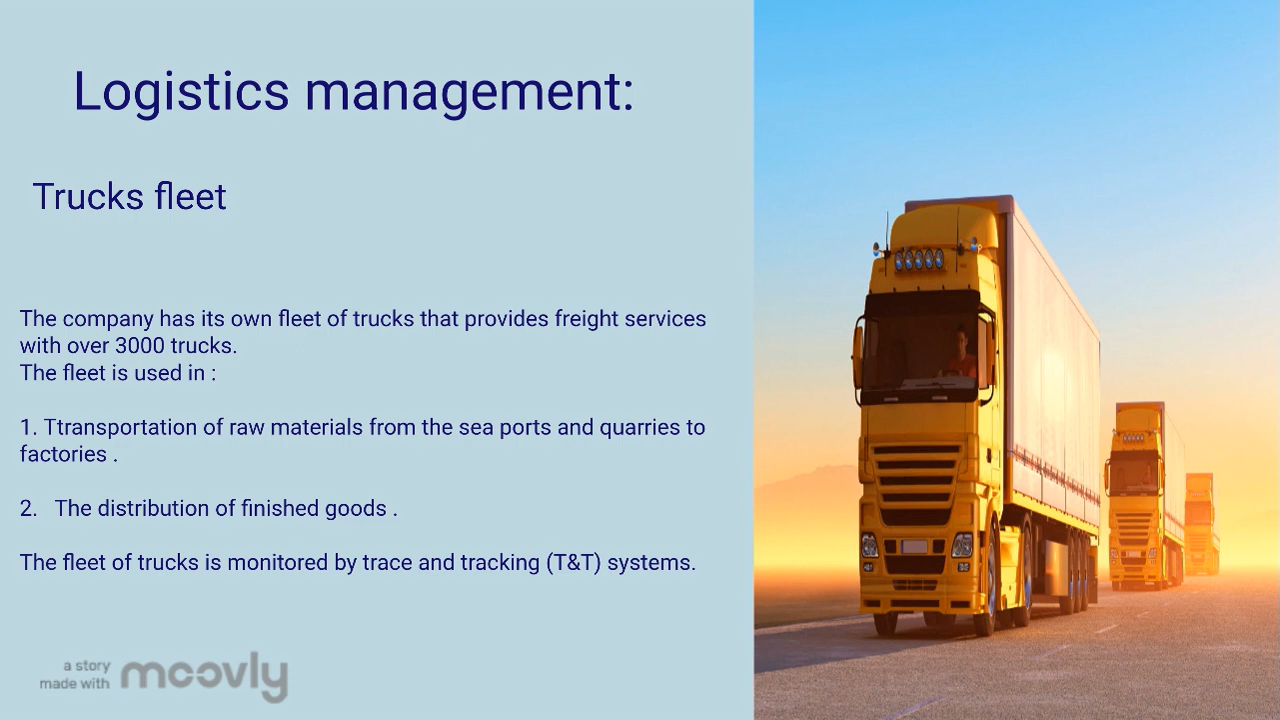 Logistics management:
Trucks fleet
The company has its own fleet of trucks that provides freight services
with over 3000 trucks.
The fleet is used in :
1. Ttransportation of raw materials from the sea ports and quarries to
factories .
2. The distribution of finished goods .
The fleet of trucks is monitored by trace and tracking (T&T) systems.
a story
made with moovly